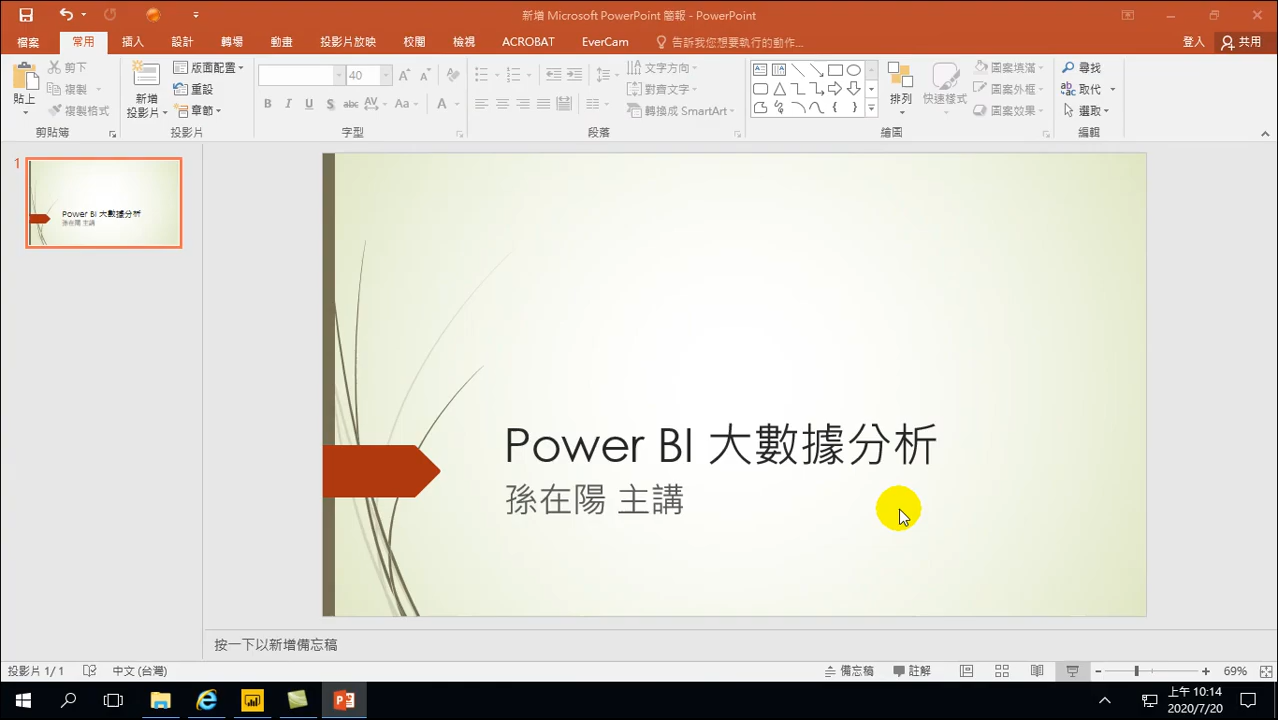 新增 Microsoft PowerPoint 簡報 - PowerPoint
檔案 常用 插入 設計 轉場 動畫 投影片放映 校閱 檢視 ACROBAT EverCam 告訴我您想要執行的動作... 登入 共用
貼上 剪下 複製 複製格式
剪貼簿
新增投影片 版面配置 重設 章節
投影片
40
B I U S abc AV Aa A
字型
文字方向 對齊文字 轉換成 SmartArt
段落
排列 快速樣式 圖案填滿 圖案外框 圖案效果
繪圖
尋找 取代 選取
編輯
1
Power BI 大數據分析
孫在陽 主講
Power BI 大數據分析
孫在陽 主講
按一下以新增備忘稿
投影片 1/1 中文 (台灣) 備忘稿 註解 69%
上午 10:14
2020/7/20